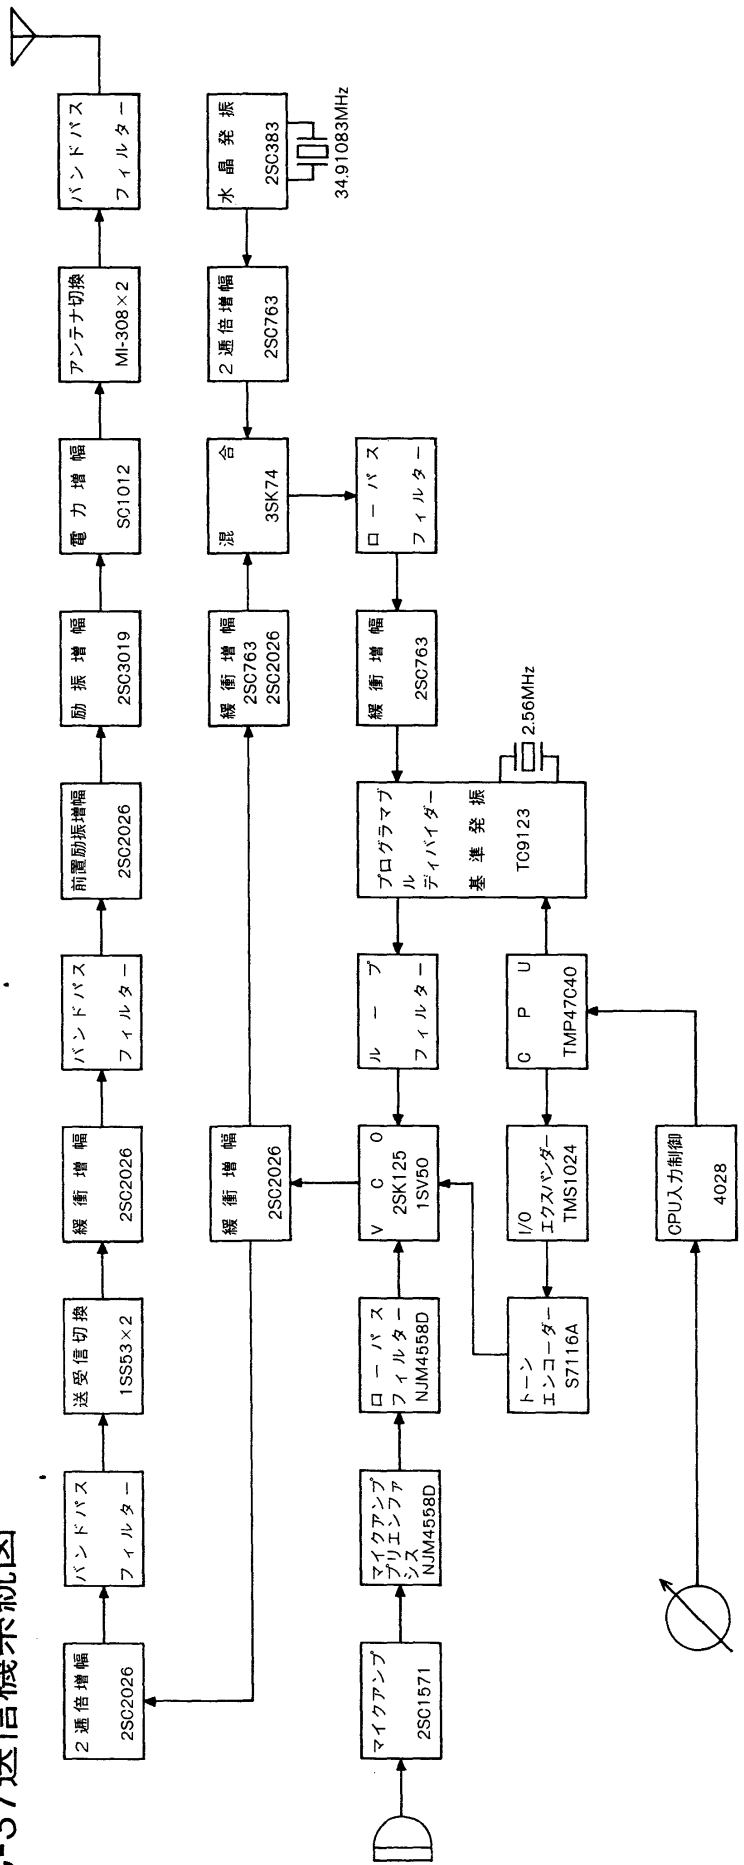 送信機系統図
2逓倍増幅
2SC2026
バンドパス
フィルター
送受信切換
1SS53×2
緩衝増幅
2SC2026
バンドパス
フィルター
前置励振増幅
2SC2026
励振増幅
2SC3019
電力増幅
SC1012
アンテナ切換
MI-308×2
バンドパス
フィルター
緩衝増幅
2SC2026
緩衝増幅
2SC763
2SC2026
混合
3SK74
2逓倍増幅
2SC763
水晶発振
2SC383
34.91083MHz
マイクアンプ
2SC1571
マイクアンプ
プリエンファ
シス
NJM4558D
ローパス
フィルター
NJM4558D
VCO
2SK125
1SV50
ループ
フィルター
プログラマブ
ル
ディバイダー
基準発振
TC9123
2.56MHz
緩衝増幅
2SC763
ローパス
フィルター
トーン
エンコーダー
S7116A
I/O
エクスパンダー
TMS1024
CPU
TMP47C40
CPU入力制御
4028